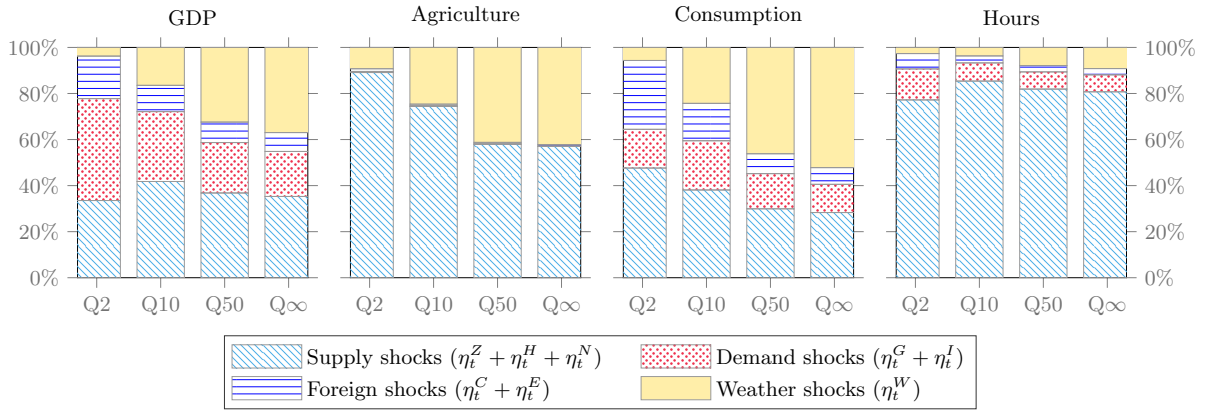 GDP Agriculture Consumption Hours
100% 100%
80% 80%
60% 60%
40% 40%
20% 20%
0% 0%
Q2 Q10 Q50 Q∞ Q2 Q10 Q50 Q∞ Q2 Q10 Q50 Q∞ Q2 Q10 Q50 Q∞
Supply shocks (η_t^Z + η_t^H + η_t^N) Demand shocks (η_t^G + η_t^I)
Foreign shocks (η_t^C + η_t^E) Weather shocks (η_t^W)